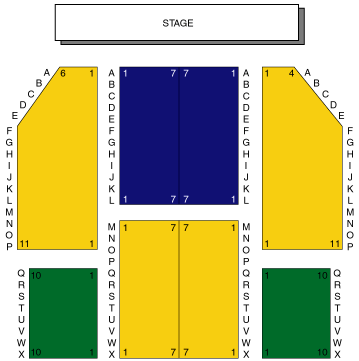 STAGE
A 6 1 A 1 7 7 1 A 1 4 A
B B B B
C C C C
D D D D
E E E E
F F F F
G G G G
H H H H
I I I I
J J J J
K K K K
L L 1 7 7 1 L L
M M 1 7 7 1 M M
N N N N
O O O O
P 11 1 P P 1 11 P
Q 10 1 Q Q 1 10 Q
R R R R
S S S S
T T T T
U U U U
V V V V
W W W W
X 10 1 X 1 7 7 1 X 1 10 X